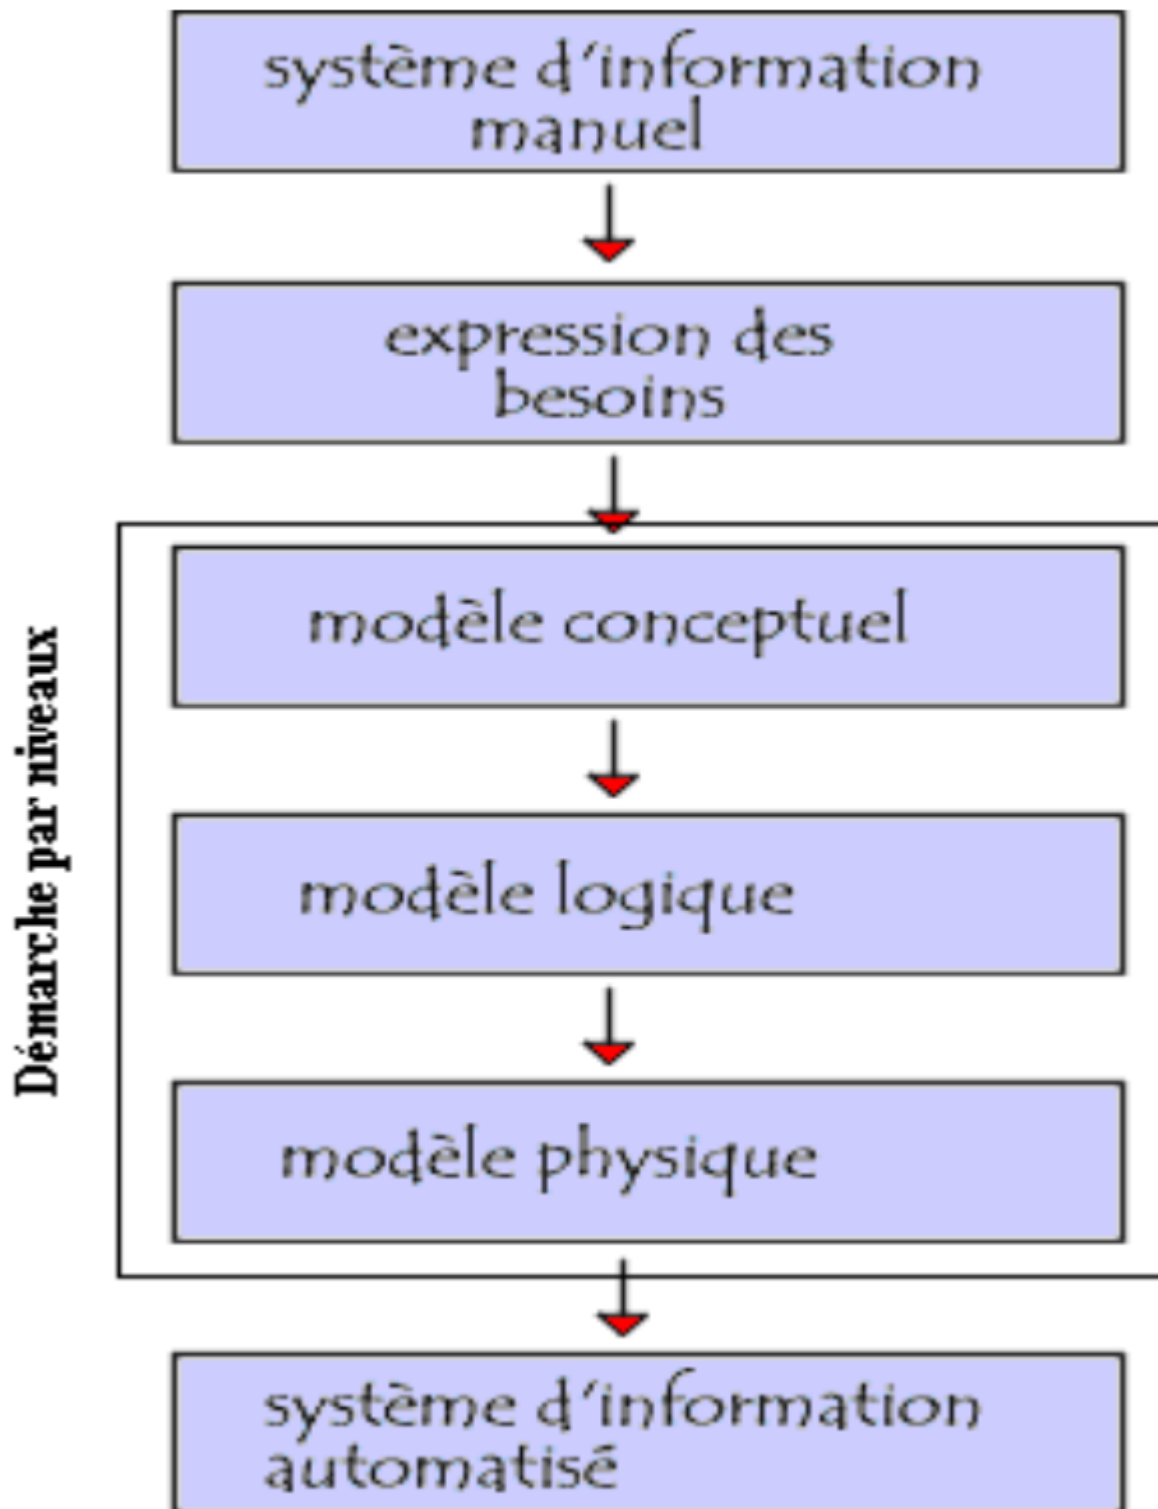 système d'information
manuel
expression des
besoins
Démarche par niveaux
modèle conceptuel
modèle logique
modèle physique
système d'information
automatisé